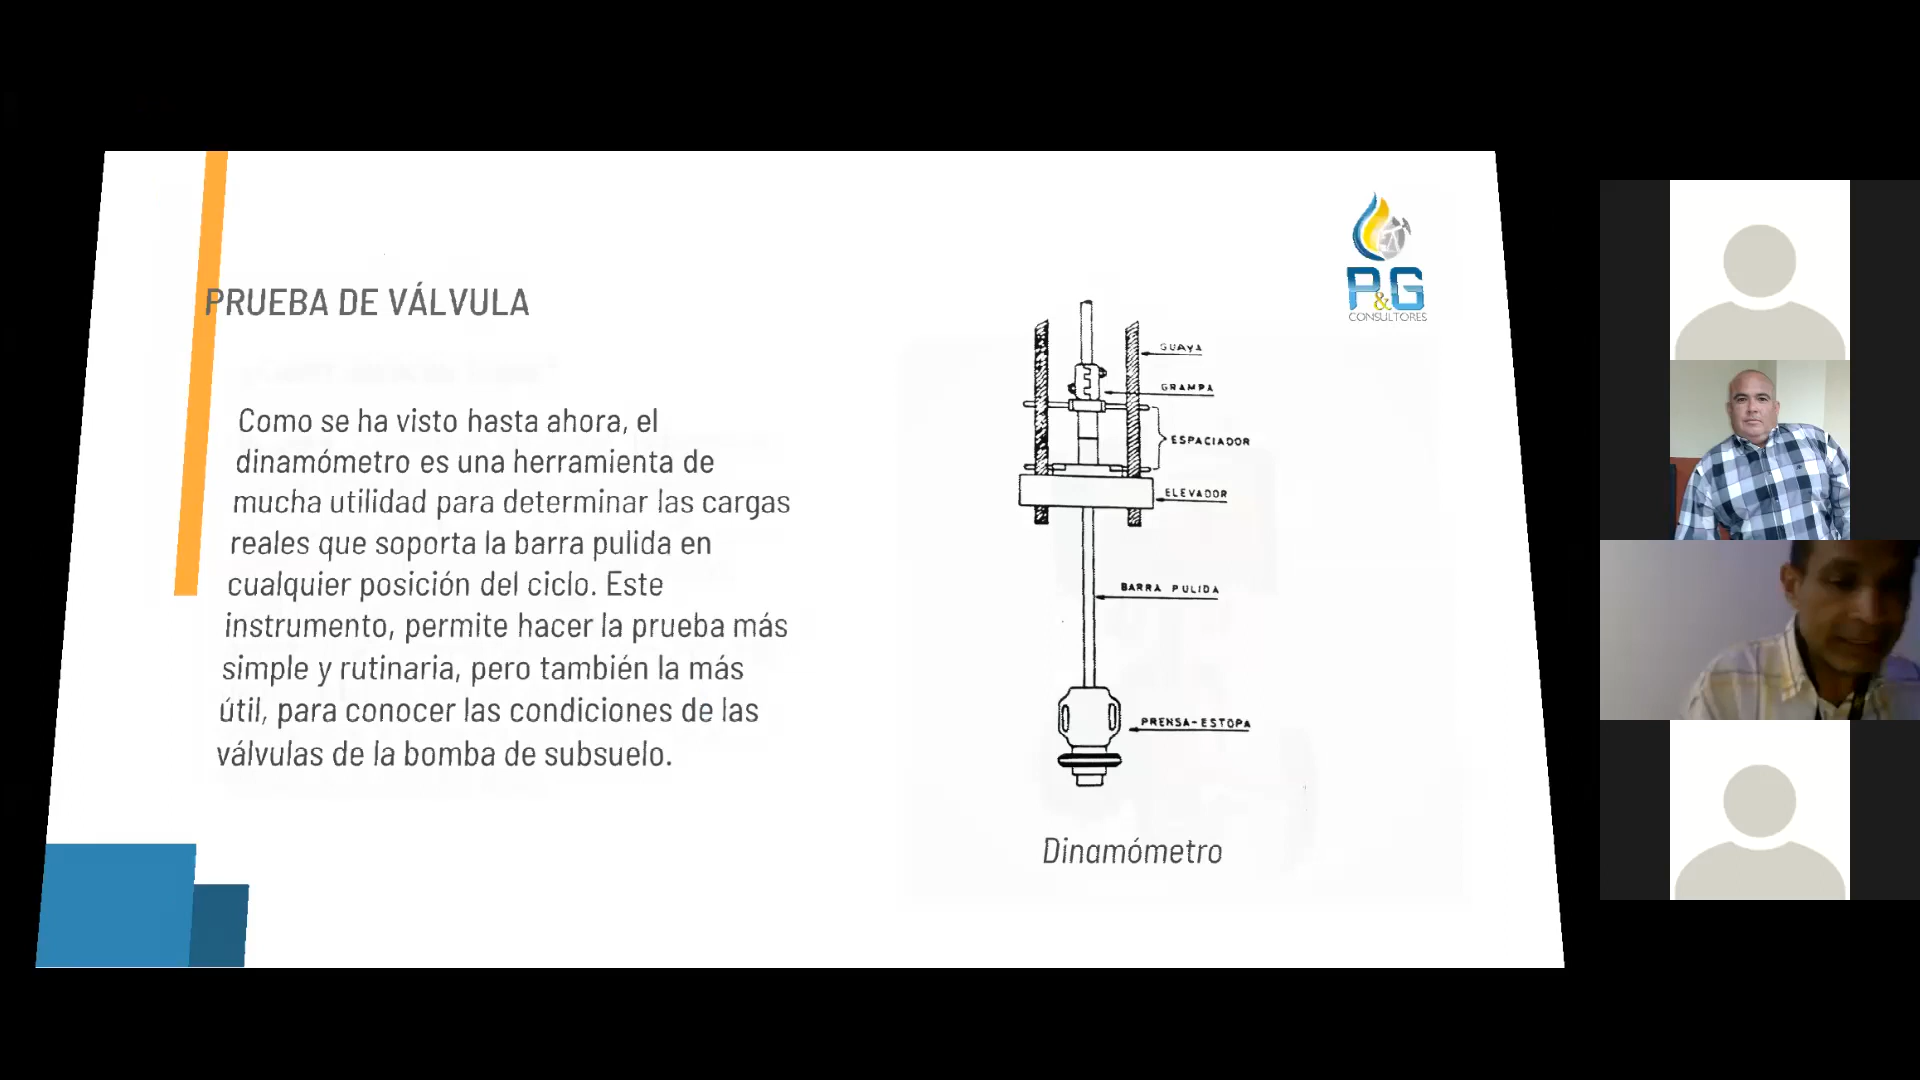 PRUEBA DE VÁLVULA
Como se ha visto hasta ahora, el
dinamómetro es una herramienta de
mucha utilidad para determinar las cargas
reales que soporta la barra pulida en
cualquier posición del ciclo. Este
instrumento, permite hacer la prueba más
simple y rutinaria, pero también la más
útil, para conocer las condiciones de las
válvulas de la bomba de subsuelo.
P&G
CONSULTORES
GUAYA
GRAMPA
ESPACIADOR
ELEVADOR
BARRA PULIDA
PRENSA-ESTOPA
Dinamómetro